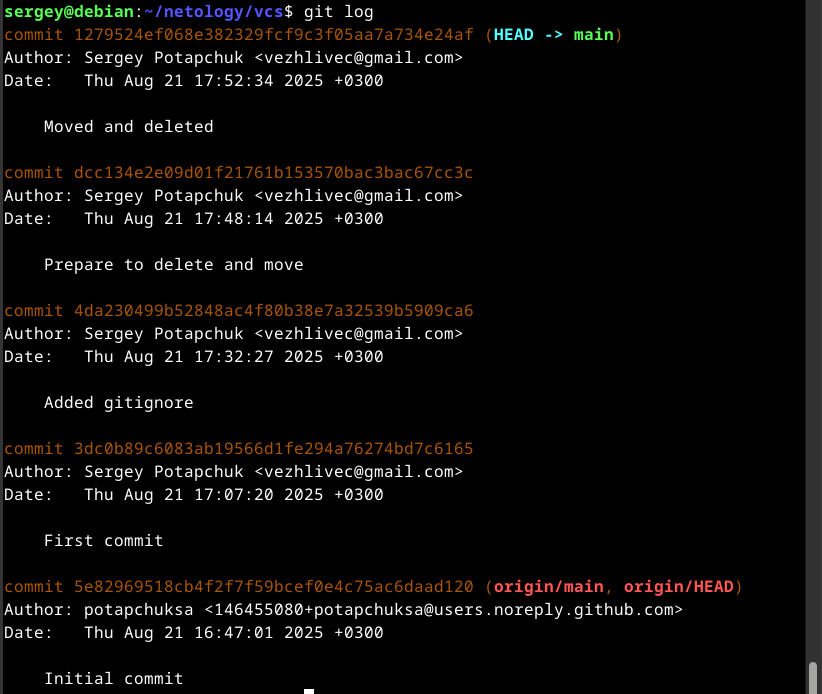 sergey@debian:~/netology/vcs$ git log
commit 1279524ef068e382329fcf9c3f05aa7a734e24af (HEAD -> main)
Author: Sergey Potapchuk <vezhlivec@gmail.com>
Date:   Thu Aug 21 17:52:34 2025 +0300
    Moved and deleted
commit dcc134e2e09d01f21761b153570bac3bac67cc3c
Author: Sergey Potapchuk <vezhlivec@gmail.com>
Date:   Thu Aug 21 17:48:14 2025 +0300
    Prepare to delete and move
commit 4da230499b52848ac4f80b38e7a32539b5909ca6
Author: Sergey Potapchuk <vezhlivec@gmail.com>
Date:   Thu Aug 21 17:32:27 2025 +0300
    Added gitignore
commit 3dc0b89c6083ab19566d1fe294a76274bd7c6165
Author: Sergey Potapchuk <vezhlivec@gmail.com>
Date:   Thu Aug 21 17:07:20 2025 +0300
    First commit
commit 5e82969518cb4f2f7f59bcef0e4c75ac6daad120 (origin/main, origin/HEAD)
Author: potapchuksa <146455080+potapchuksa@users.noreply.github.com>
Date:   Thu Aug 21 16:47:01 2025 +0300
    Initial commit